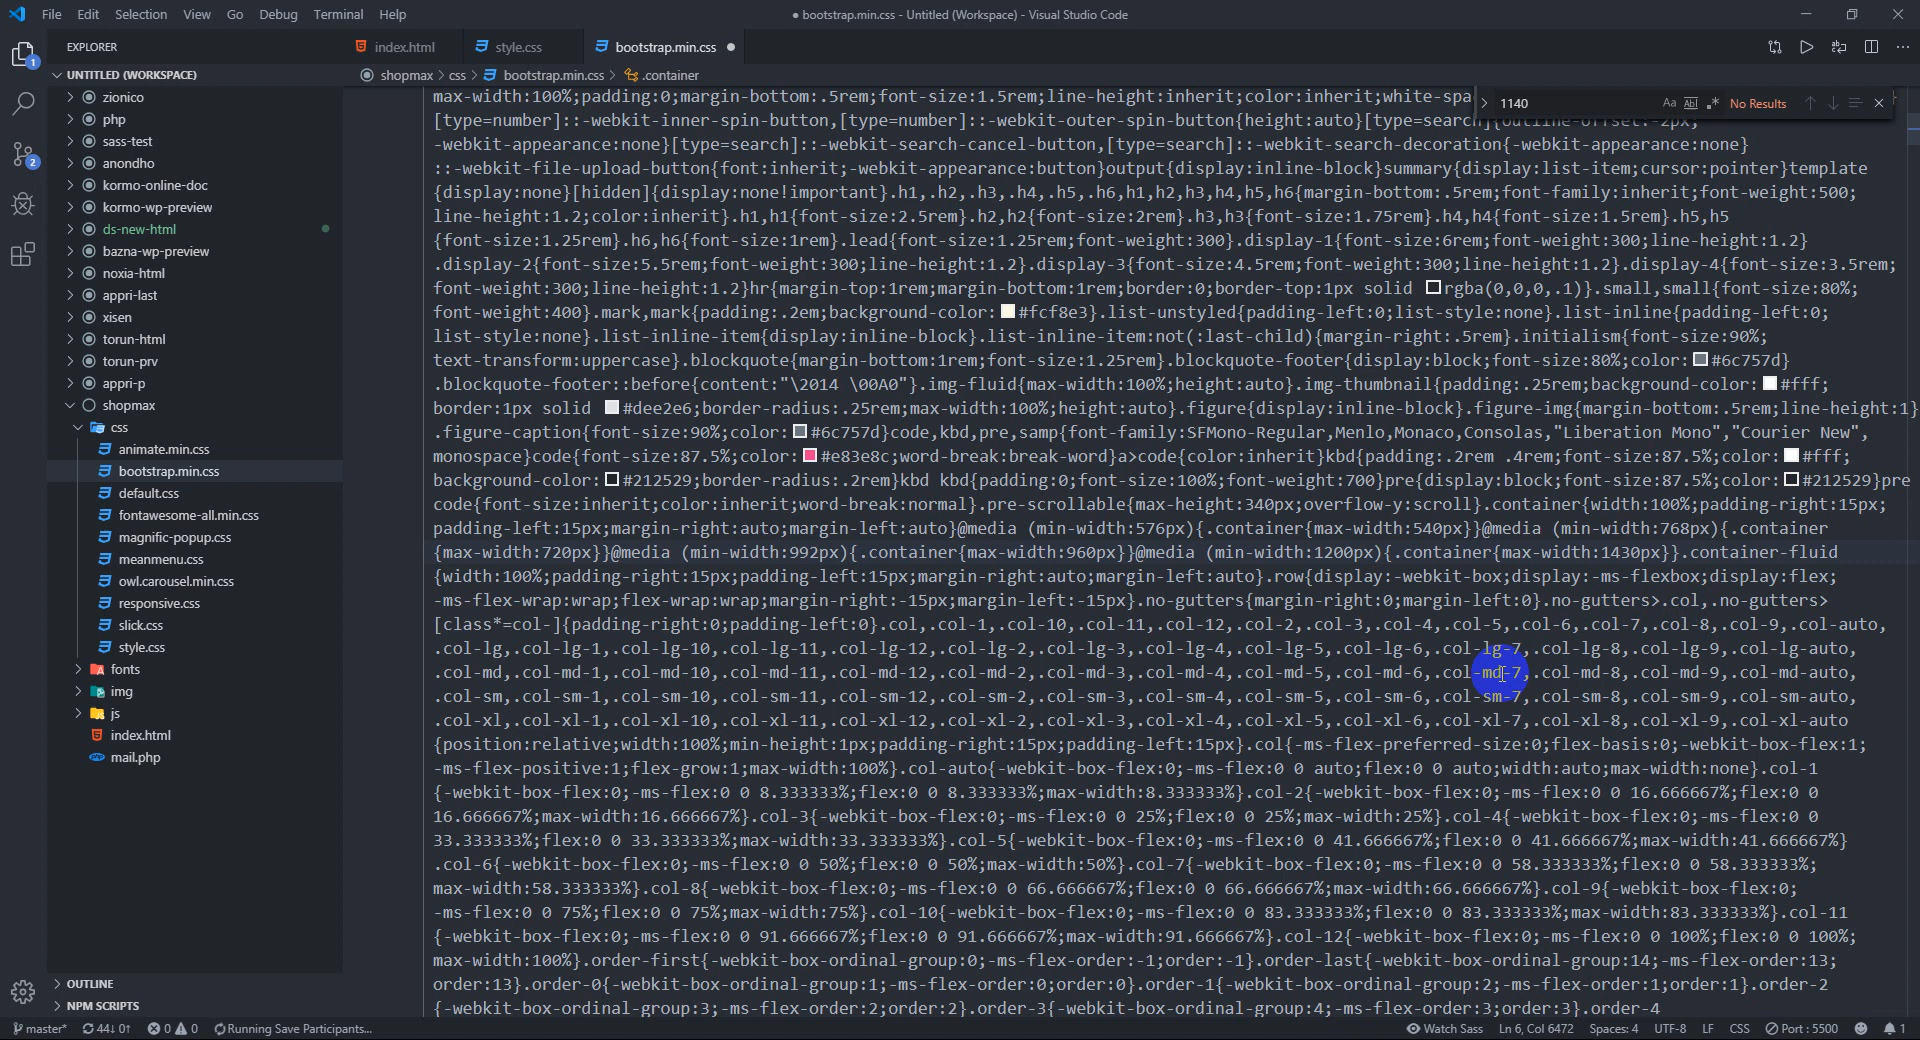 File Edit Selection View Go Debug Terminal Help
● bootstrap.min.css - Untitled (Workspace) - Visual Studio Code
EXPLORER
index.html
style.css
bootstrap.min.css
UNTITLED (WORKSPACE)
shopmax > css > bootstrap.min.css > .container
1140
Aa Abl .* No Results
zionico
php
sass-test
anondho
kormo-online-doc
kormo-wp-preview
ds-new-html
bazna-wp-preview
noxia-html
appri-last
xisen
torun-html
torun-prv
appri-p
shopmax
css
animate.min.css
bootstrap.min.css
default.css
fontawesome-all.min.css
magnific-popup.css
meanmenu.css
owl.carousel.min.css
responsive.css
slick.css
style.css
fonts
img
js
index.html
mail.php
OUTLINE
NPM SCRIPTS
1
2
max-width:100%;padding:0;margin-bottom:.5rem;font-size:1.5rem;line-height:inherit;color:inherit;white-spa
[type=number]::-webkit-inner-spin-button,[type=number]::-webkit-outer-spin-button{height:auto}[type=search]{outline-offset:-2px;
-webkit-appearance:none}[type=search]::-webkit-search-cancel-button,[type=search]::-webkit-search-decoration{-webkit-appearance:none}
::-webkit-file-upload-button{font:inherit;-webkit-appearance:button}output{display:inline-block}summary{display:list-item;cursor:pointer}template
{display:none}[hidden]{display:none!important}.h1,.h2,.h3,.h4,.h5,.h6,h1,h2,h3,h4,h5,h6{margin-bottom:.5rem;font-family:inherit;font-weight:500;
line-height:1.2;color:inherit}.h1,h1{font-size:2.5rem}.h2,h2{font-size:2rem}.h3,h3{font-size:1.75rem}.h4,h4{font-size:1.5rem}.h5,h5
{font-size:1.25rem}.h6,h6{font-size:1rem}.lead{font-size:1.25rem;font-weight:300}.display-1{font-size:6rem;font-weight:300;line-height:1.2}
.display-2{font-size:5.5rem;font-weight:300;line-height:1.2}.display-3{font-size:4.5rem;font-weight:300;line-height:1.2}.display-4{font-size:3.5rem;
font-weight:300;line-height:1.2}hr{margin-top:1rem;margin-bottom:1rem;border:0;border-top:1px solid rgba(0,0,0,.1)}.small,small{font-size:80%;
font-weight:400}.mark,mark{padding:.2em;background-color:#fcf8e3}.list-unstyled{padding-left:0;list-style:none}.list-inline{padding-left:0;
list-style:none}.list-inline-item{display:inline-block}.list-inline-item:not(:last-child){margin-right:.5rem}.initialism{font-size:90%;
text-transform:uppercase}.blockquote{margin-bottom:1rem;font-size:1.25rem}.blockquote-footer{display:block;font-size:80%;color:#6c757d}
.blockquote-footer::before{content:"\2014 \00A0"}.img-fluid{max-width:100%;height:auto}.img-thumbnail{padding:.25rem;background-color:#fff;
border:1px solid #dee2e6;border-radius:.25rem;max-width:100%;height:auto}.figure{display:inline-block}.figure-img{margin-bottom:.5rem;line-height:1}
.figure-caption{font-size:90%;color:#6c757d}code,kbd,pre,samp{font-family:SFMono-Regular,Menlo,Monaco,Consolas,"Liberation Mono","Courier New",
monospace}code{font-size:87.5%;color:#e83e8c;word-break:break-word}a>code{color:inherit}kbd{padding:.2rem .4rem;font-size:87.5%;color:#fff;
background-color:#212529;border-radius:.2rem}kbd kbd{padding:0;font-size:100%;font-weight:700}pre{display:block;font-size:87.5%;color:#212529}pre
code{font-size:inherit;color:inherit;word-break:normal}.pre-scrollable{max-height:340px;overflow-y:scroll}.container{width:100%;padding-right:15px;
padding-left:15px;margin-right:auto;margin-left:auto}@media (min-width:576px){.container{max-width:540px}}@media (min-width:768px){.container
{max-width:720px}}@media (min-width:992px){.container{max-width:960px}}@media (min-width:1200px){.container{max-width:1430px}}.container-fluid
{width:100%;padding-right:15px;padding-left:15px;margin-right:auto;margin-left:auto}.row{display:-webkit-box;display:-ms-flexbox;display:flex;
-ms-flex-wrap:wrap;flex-wrap:wrap;margin-right:-15px;margin-left:-15px}.no-gutters{margin-right:0;margin-left:0}.no-gutters>.col,.no-gutters>
[class*=col-]{padding-right:0;padding-left:0}.col,.col-1,.col-10,.col-11,.col-12,.col-2,.col-3,.col-4,.col-5,.col-6,.col-7,.col-8,.col-9,.col-auto,
.col-lg,.col-lg-1,.col-lg-10,.col-lg-11,.col-lg-12,.col-lg-2,.col-lg-3,.col-lg-4,.col-lg-5,.col-lg-6,.col-lg-7,.col-lg-8,.col-lg-9,.col-lg-auto,
.col-md,.col-md-1,.col-md-10,.col-md-11,.col-md-12,.col-md-2,.col-md-3,.col-md-4,.col-md-5,.col-md-6,.col-md-7,.col-md-8,.col-md-9,.col-md-auto,
.col-sm,.col-sm-1,.col-sm-10,.col-sm-11,.col-sm-12,.col-sm-2,.col-sm-3,.col-sm-4,.col-sm-5,.col-sm-6,.col-sm-7,.col-sm-8,.col-sm-9,.col-sm-auto,
.col-xl,.col-xl-1,.col-xl-10,.col-xl-11,.col-xl-12,.col-xl-2,.col-xl-3,.col-xl-4,.col-xl-5,.col-xl-6,.col-xl-7,.col-xl-8,.col-xl-9,.col-xl-auto
{position:relative;width:100%;min-height:1px;padding-right:15px;padding-left:15px}.col{-ms-flex-preferred-size:0;flex-basis:0;-webkit-box-flex:1;
-ms-flex-positive:1;flex-grow:1;max-width:100%}.col-auto{-webkit-box-flex:0;-ms-flex:0 0 auto;flex:0 0 auto;width:auto;max-width:none}.col-1
{-webkit-box-flex:0;-ms-flex:0 0 8.333333%;flex:0 0 8.333333%;max-width:8.333333%}.col-2{-webkit-box-flex:0;-ms-flex:0 0 16.666667%;flex:0 0
16.666667%;max-width:16.666667%}.col-3{-webkit-box-flex:0;-ms-flex:0 0 25%;flex:0 0 25%;max-width:25%}.col-4{-webkit-box-flex:0;-ms-flex:0 0
33.333333%;flex:0 0 33.333333%;max-width:33.333333%}.col-5{-webkit-box-flex:0;-ms-flex:0 0 41.666667%;flex:0 0 41.666667%;max-width:41.666667%}
.col-6{-webkit-box-flex:0;-ms-flex:0 0 50%;flex:0 0 50%;max-width:50%}.col-7{-webkit-box-flex:0;-ms-flex:0 0 58.333333%;flex:0 0 58.333333%;
max-width:58.333333%}.col-8{-webkit-box-flex:0;-ms-flex:0 0 66.666667%;flex:0 0 66.666667%;max-width:66.666667%}.col-9{-webkit-box-flex:0;
-ms-flex:0 0 75%;flex:0 0 75%;max-width:75%}.col-10{-webkit-box-flex:0;-ms-flex:0 0 83.333333%;flex:0 0 83.333333%;max-width:83.333333%}.col-11
{-webkit-box-flex:0;-ms-flex:0 0 91.666667%;flex:0 0 91.666667%;max-width:91.666667%}.col-12{-webkit-box-flex:0;-ms-flex:0 0 100%;flex:0 0 100%;
max-width:100%}.order-first{-webkit-box-ordinal-group:0;-ms-flex-order:-1;order:-1}.order-last{-webkit-box-ordinal-group:14;-ms-flex-order:13;
order:13}.order-0{-webkit-box-ordinal-group:1;-ms-flex-order:0;order:0}.order-1{-webkit-box-ordinal-group:2;-ms-flex-order:1;order:1}.order-2
{-webkit-box-ordinal-group:3;-ms-flex-order:2;order:2}.order-3{-webkit-box-ordinal-group:4;-ms-flex-order:3;order:3}.order-4
master* 44↓ 0↑ 0 0 Running Save Participants... Watch Sass Ln 6, Col 6472 Spaces: 4 UTF-8 LF CSS Port : 5500 1